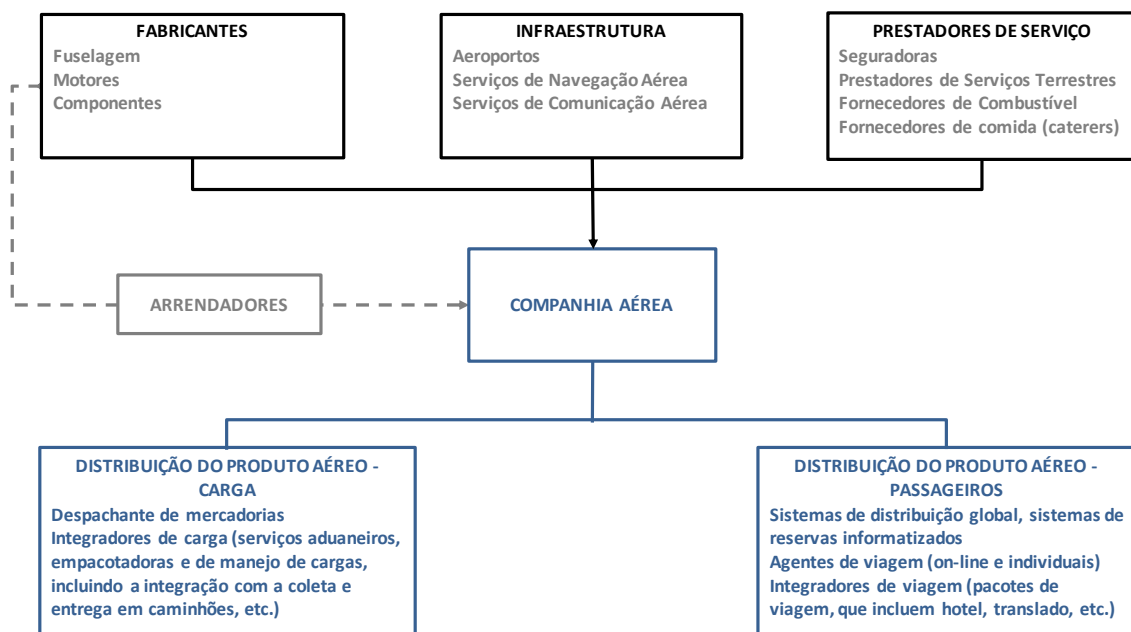 FABRICANTES
Fuselagem
Motores
Componentes
INFRAESTRUTURA
Aeroportos
Serviços de Navegação Aérea
Serviços de Comunicação Aérea
PRESTADORES DE SERVIÇO
Seguradoras
Prestadores de Serviços Terrestres
Fornecedores de Combustível
Fornecedores de comida (caterers)
ARRENDADORES
COMPANHIA AÉREA
DISTRIBUIÇÃO DO PRODUTO AÉREO -
CARGA
Despachante de mercadorias
Integradores de carga (serviços aduaneiros,
empacotadoras e de manejo de cargas,
incluindo a integração com a coleta e
entrega em caminhões, etc.)
DISTRIBUIÇÃO DO PRODUTO AÉREO -
PASSAGEIROS
Sistemas de distribuição global, sistemas de
reservas informatizados
Agentes de viagem (on-line e individuais)
Integradores de viagem (pacotes de
viagem, que incluem hotel, translado, etc.)